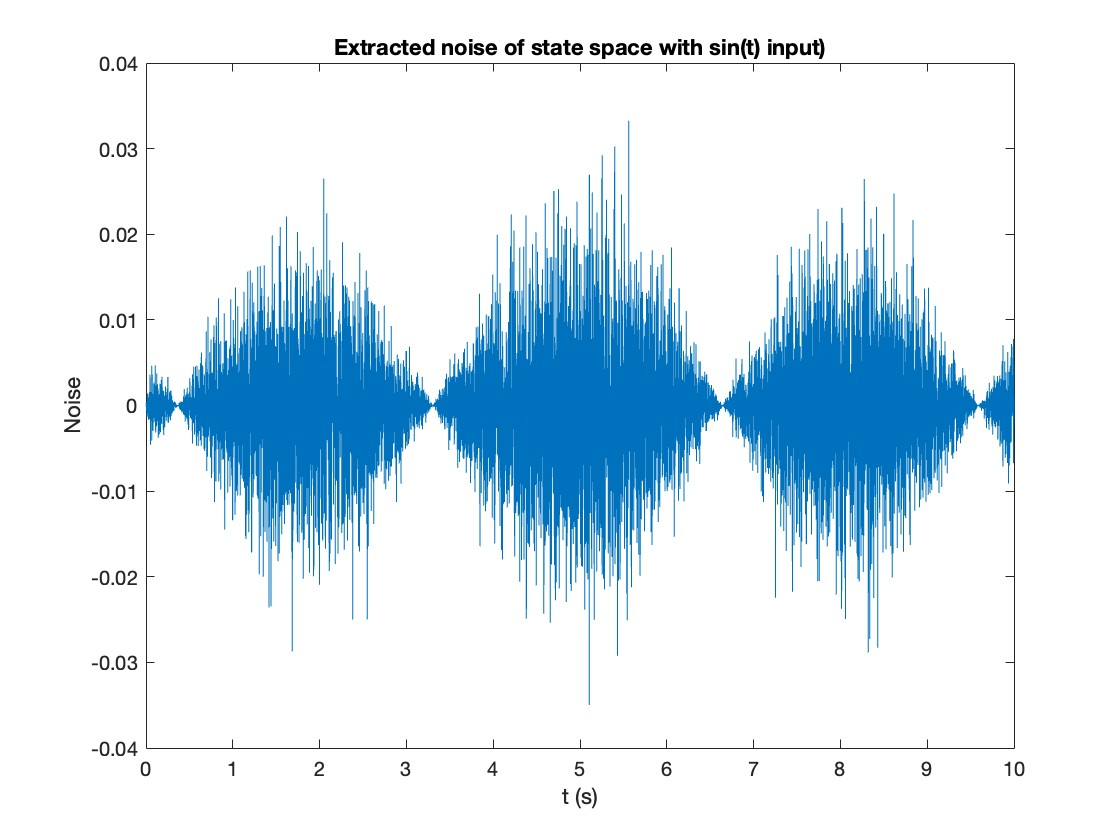 Extracted noise of state space with sin(t) input)
0.04
0.03
0.02
0.01
0
-0.01
-0.02
-0.03
-0.04
Noise
0 1 2 3 4 5 6 7 8 9 10
t (s)